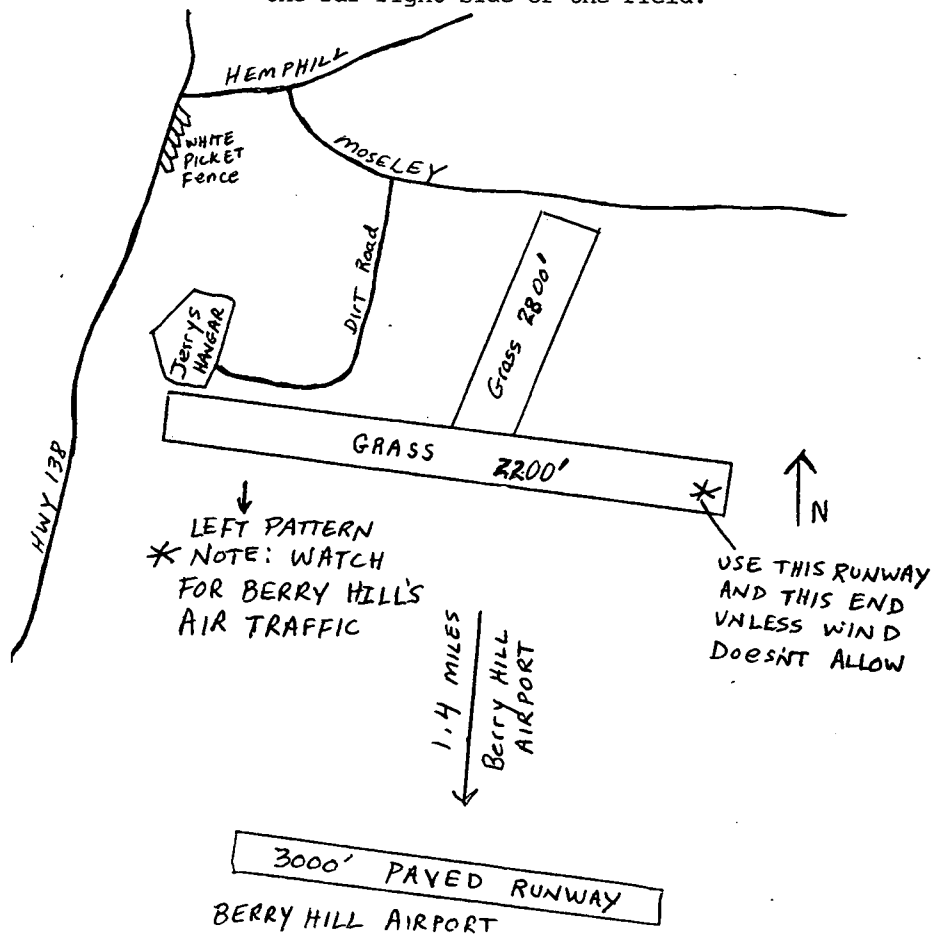 the far right side of the field.
HEMPHILL
WHITE
PICKET
Fence
MOSELEY
Dirt Road
Grass 2800'
Jerrys
HANGAR
GRASS 2200'
HWY 138
N
LEFT PATTERN
* NOTE: WATCH
FOR BERRY HILL'S
AIR TRAFFIC
*
USE THIS RUNWAY
AND THIS END
UNLESS WIND
DOESN'T ALLOW
1.4 MILES
Berry Hill
AIRPORT
3000' PAVED RUNWAY
BERRY HILL AIRPORT